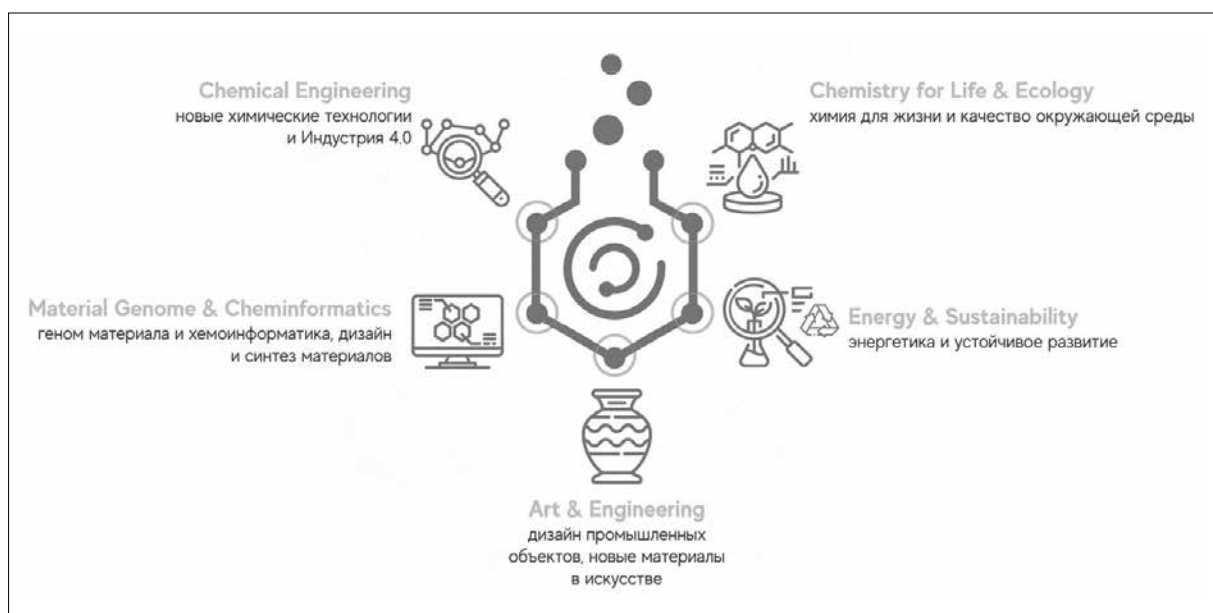 Chemical Engineering
новые химические технологии
и Индустрия 4.0
Chemistry for Life & Ecology
химия для жизни и качество окружающей среды
Material Genome & Cheminformatics
геном материала и хемоинформатика, дизайн
и синтез материалов
Energy & Sustainability
энергетика и устойчивое развитие
Art & Engineering
дизайн промышленных
объектов, новые материалы
в искусстве